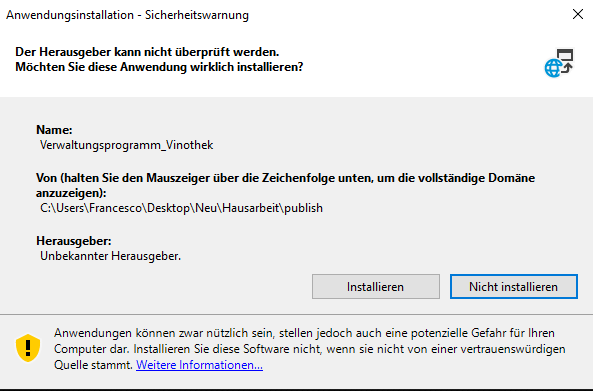 Anwendungsinstallation - Sicherheitswarnung
Der Herausgeber kann nicht überprüft werden.
Möchten Sie diese Anwendung wirklich installieren?
Name:
Verwaltungsprogramm_Vinothek
Von (halten Sie den Mauszeiger über die Zeichenfolge unten, um die vollständige Domäne
anzuzeigen):
C:\Users\Francesco\Desktop\Neu\Hausarbeit\publish
Herausgeber:
Unbekannter Herausgeber.
Installieren
Nicht installieren
Anwendungen können zwar nützlich sein, stellen jedoch auch eine potenzielle Gefahr für Ihren
Computer dar. Installieren Sie diese Software nicht, wenn sie nicht von einer vertrauenswürdigen
Quelle stammt. Weitere Informationen...